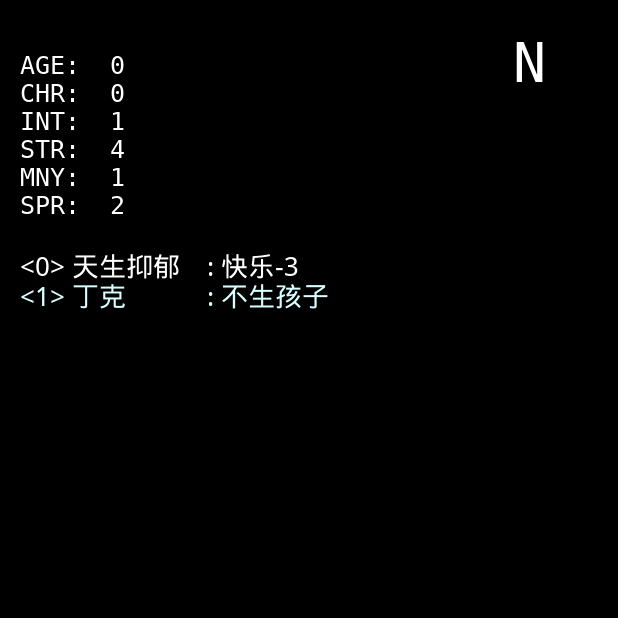 N
AGE: 0
CHR: 0
INT: 1
STR: 4
MNY: 1
SPR: 2
<0> 天生抑郁 : 快乐-3
<1> 丁克 : 不生孩子